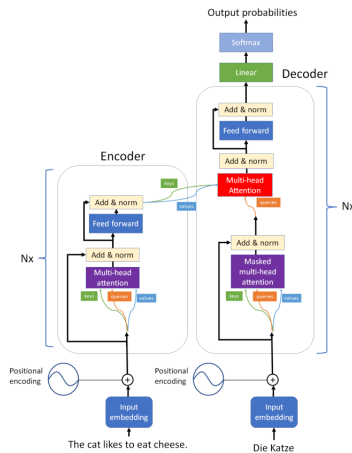 Output probabilities
Softmax
Linear
Decoder
Add & norm
Feed forward
Add & norm
Multi-head
Attention
keys
values
queries
Nx
Add & norm
Masked
multi-head
attention
keys
queries
values
Positional
encoding
+
Input
embedding
Die Katze
Encoder
Add & norm
Feed forward
Nx
Add & norm
Multi-head
attention
keys
queries
values
Positional
encoding
+
Input
embedding
The cat likes to eat cheese.